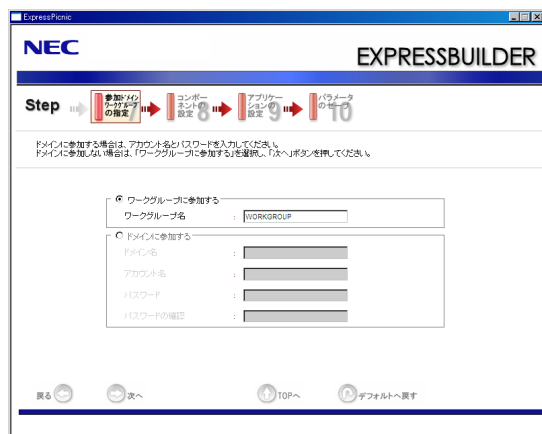 ExpressPicnic
NEC
EXPRESSBUILDER
Step
参加ドメイン
ワークグループ
の指定
7
コンポー
ネントの
設定 8
アプリケー
ションの
設定 9
パラメータ
のセーブ
10
ドメインに参加する場合は、アカウント名とパスワードを入力してください。
ドメインに参加しない場合は、「ワークグループに参加する」を選択し、「次へ」ボタンを押してください。
ワークグループに参加する
ワークグループ名 : WORKGROUP
ドメインに参加する
ドメイン名 :
アカウント名 :
パスワード :
パスワードの確認 :
戻る 次へ TOPへ デフォルトへ戻す